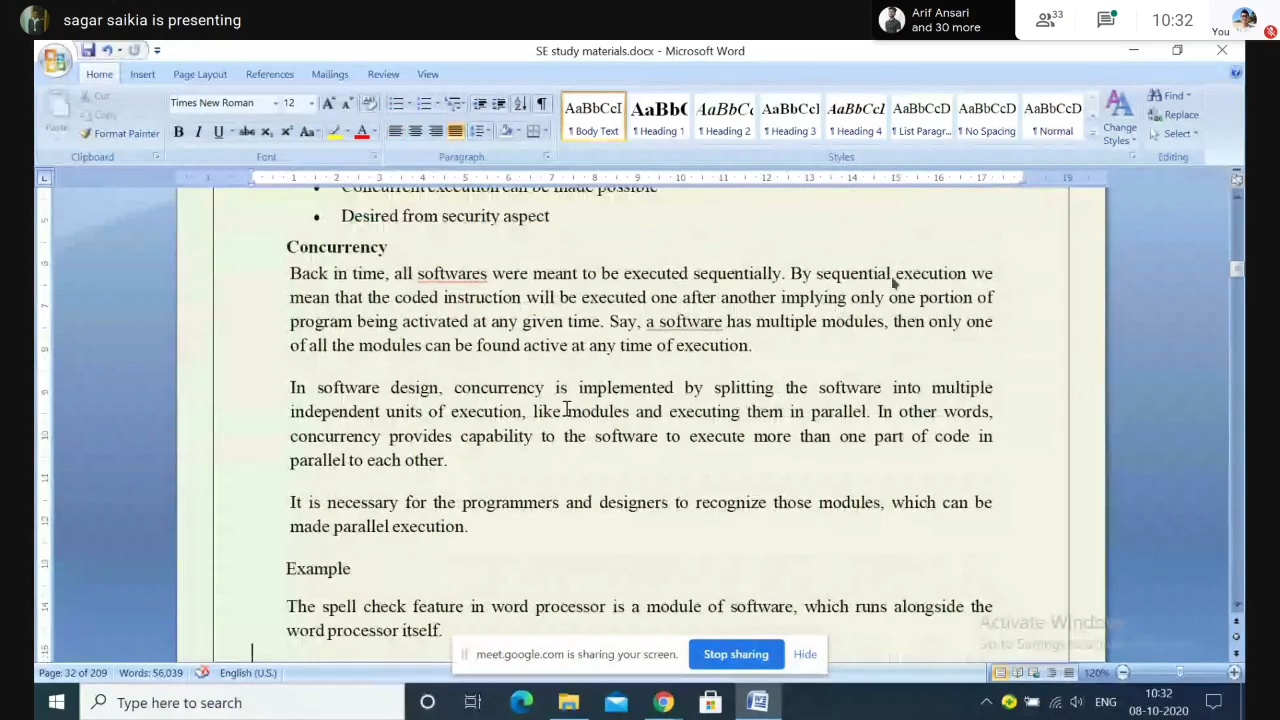 sagar saikia is presenting
Arif Ansari
and 30 more
33
10:32
You
SE study materials.docx - Microsoft Word
Home Insert Page Layout References Mailings Review View
Paste
Cut
Copy
Format Painter
Clipboard
Times New Roman 12
Font
Paragraph
AaBbCcI AaBb( AaBbCc AaBbCcI AaBbCcI AaBbCcD AaBbCcD AaBbCcD
¶ Body Text ¶ Heading 1 ¶ Heading 2 ¶ Heading 3 ¶ Heading 4 ¶ List Paragr... ¶ No Spacing ¶ Normal
Change
Styles
Styles
Find
Replace
Select
Editing
• Concurrent execution can be made possible
• Desired from security aspect
Concurrency
Back in time, all softwares were meant to be executed sequentially. By sequential execution we
mean that the coded instruction will be executed one after another implying only one portion of
program being activated at any given time. Say, a software has multiple modules, then only one
of all the modules can be found active at any time of execution.
In software design, concurrency is implemented by splitting the software into multiple
independent units of execution, like modules and executing them in parallel. In other words,
concurrency provides capability to the software to execute more than one part of code in
parallel to each other.
It is necessary for the programmers and designers to recognize those modules, which can be
made parallel execution.
Example
The spell check feature in word processor is a module of software, which runs alongside the
word processor itself.
Activate Windows
Go to Settings to
meet.google.com is sharing your screen. Stop sharing Hide
Page: 32 of 209 Words: 56,039 English (U.S.) 120%
Type here to search
ENG
10:32
08-10-2020